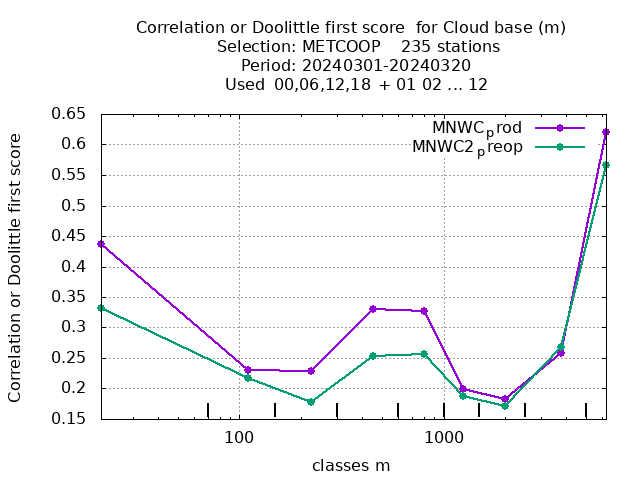 Correlation or Doolittle first score  for Cloud base (m)
Selection: METCOOP    235 stations
Period: 20240301-20240320
Used  00,06,12,18 + 01 02 ... 12
MNWCprod
MNWC2preop
0.65
0.6
0.55
0.5
0.45
0.4
0.35
0.3
0.25
0.2
0.15
Correlation or Doolittle first score
100 1000
classes m